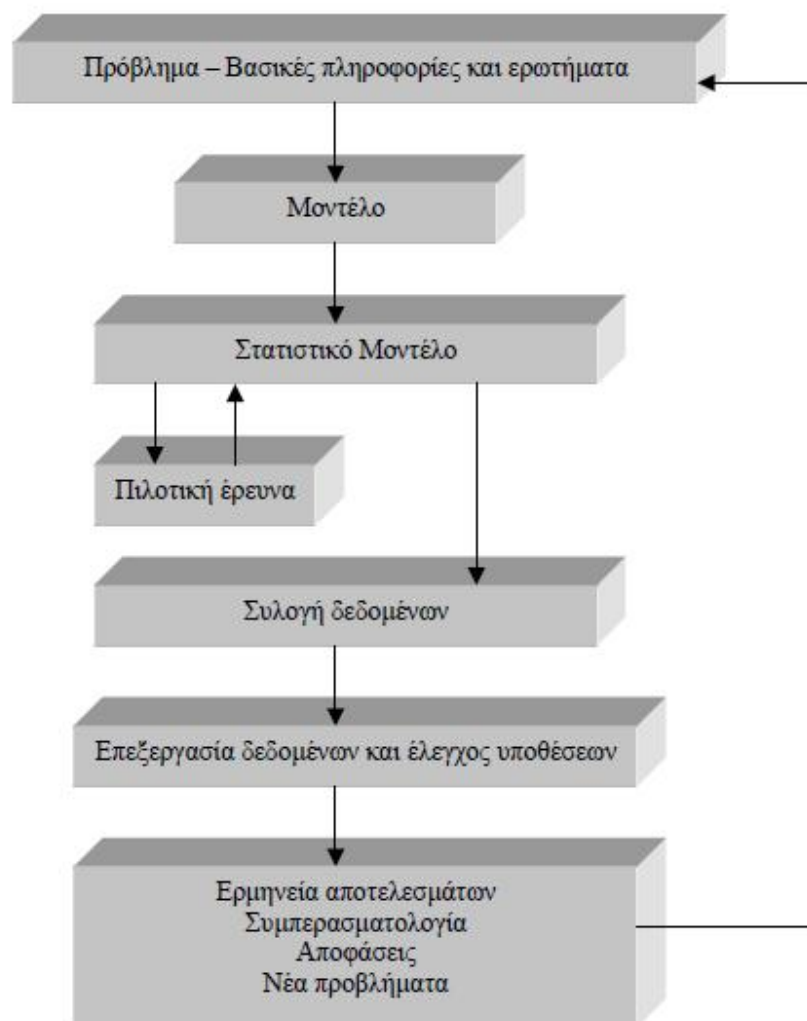 Πρόβλημα – Βασικές πληροφορίες και ερωτήματα
Μοντέλο
Στατιστικό Μοντέλο
Πιλοτική έρευνα
Συλογή δεδομένων
Επεξεργασία δεδομένων και έλεγχος υποθέσεων
Ερμηνεία αποτελεσμάτων
Συμπερασματολογία
Αποφάσεις
Νέα προβλήματα